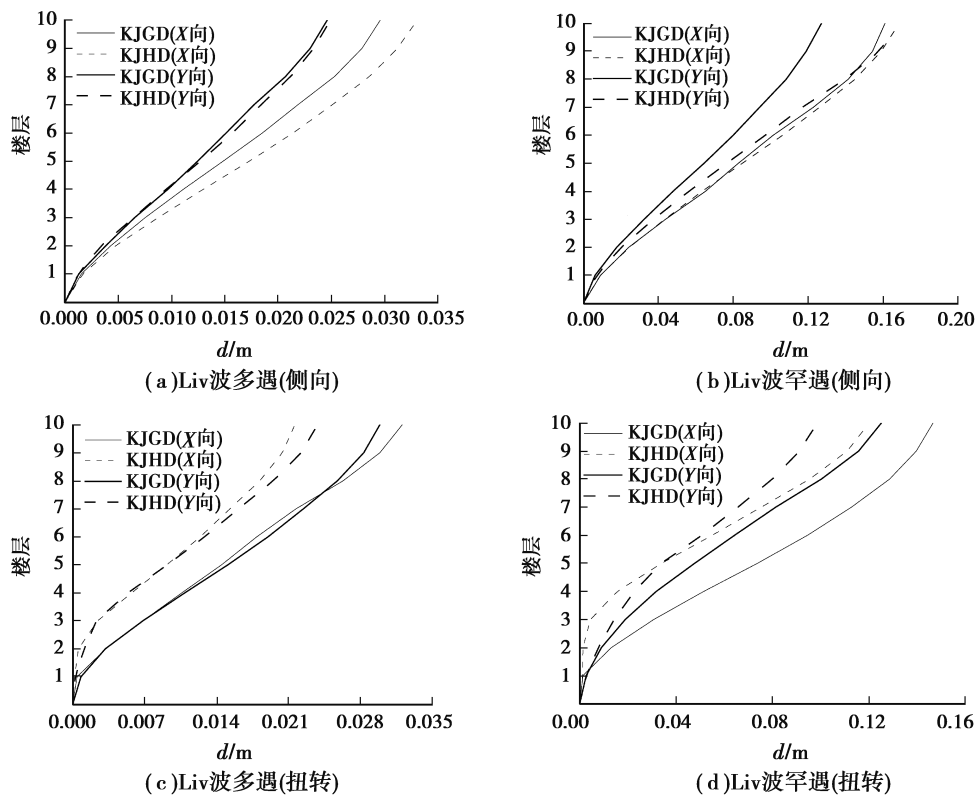 10
9
8
7
6
5
4
3
2
1
楼层
KJGD(X向)
KJHD(X向)
KJGD(Y向)
KJHD(Y向)
0.000 0.005 0.010 0.015 0.020 0.025 0.030 0.035
d/m
(a)Liv波多遇(侧向)
10
9
8
7
6
5
4
3
2
1
楼层
KJGD(X向)
KJHD(X向)
KJGD(Y向)
KJHD(Y向)
0.00 0.04 0.08 0.12 0.16 0.20
d/m
(b)Liv波罕遇(侧向)
10
9
8
7
6
5
4
3
2
1
楼层
KJGD(X向)
KJHD(X向)
KJGD(Y向)
KJHD(Y向)
0.000 0.007 0.014 0.021 0.028 0.035
d/m
(c)Liv波多遇(扭转)
10
9
8
7
6
5
4
3
2
1
楼层
KJGD(X向)
KJHD(X向)
KJGD(Y向)
KJHD(Y向)
0.00 0.04 0.08 0.12 0.16
d/m
(d)Liv波罕遇(扭转)